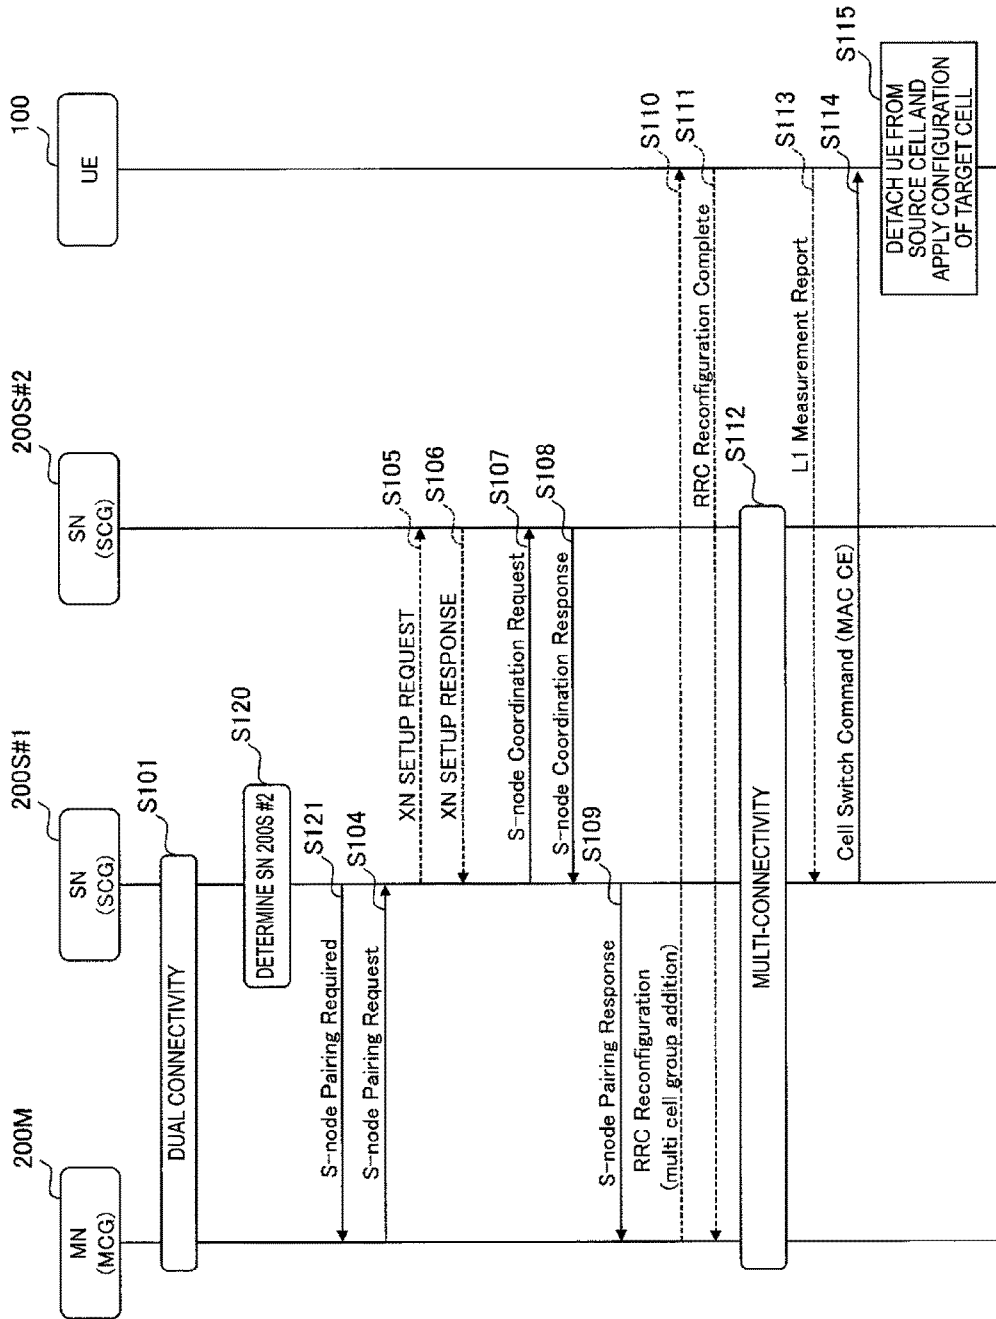 200M
MN
(MCG)
200S#1
SN
(SCG)
200S#2
SN
(SCG)
100
UE
S101
DUAL CONNECTIVITY
S120
DETERMINE SN 200S #2
S121
S-node Pairing Required
S104
S-node Pairing Request
S105
XN SETUP REQUEST
S106
XN SETUP RESPONSE
S107
S-node Coordination Request
S108
S-node Coordination Response
S109
S-node Pairing Response
S110
RRC Reconfiguration
(multi cell group addition)
S111
RRC Reconfiguration Complete
S112
MULTI-CONNECTIVITY
S113
L1 Measurement Report
S114
Cell Switch Command (MAC CE)
S115
DETACH UE FROM
SOURCE CELL AND
APPLY CONFIGURATION
OF TARGET CELL